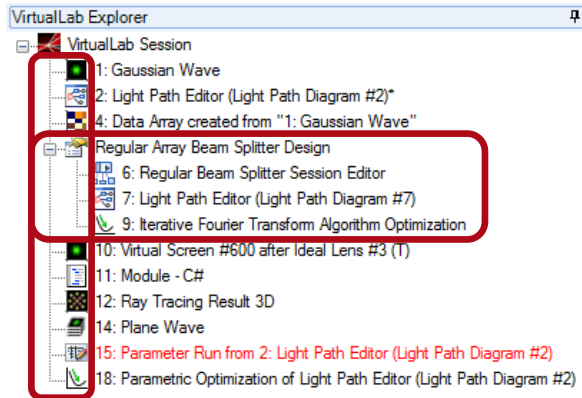 VirtualLab Explorer
VirtualLab Session
1: Gaussian Wave
2: Light Path Editor (Light Path Diagram #2)*
4: Data Array created from "1: Gaussian Wave"
Regular Array Beam Splitter Design
6: Regular Beam Splitter Session Editor
7: Light Path Editor (Light Path Diagram #7)
9: Iterative Fourier Transform Algorithm Optimization
10: Virtual Screen #600 after Ideal Lens #3 (T)
11: Module - C#
12: Ray Tracing Result 3D
14: Plane Wave
15: Parameter Run from 2: Light Path Editor (Light Path Diagram #2)
18: Parametric Optimization of Light Path Editor (Light Path Diagram #2)